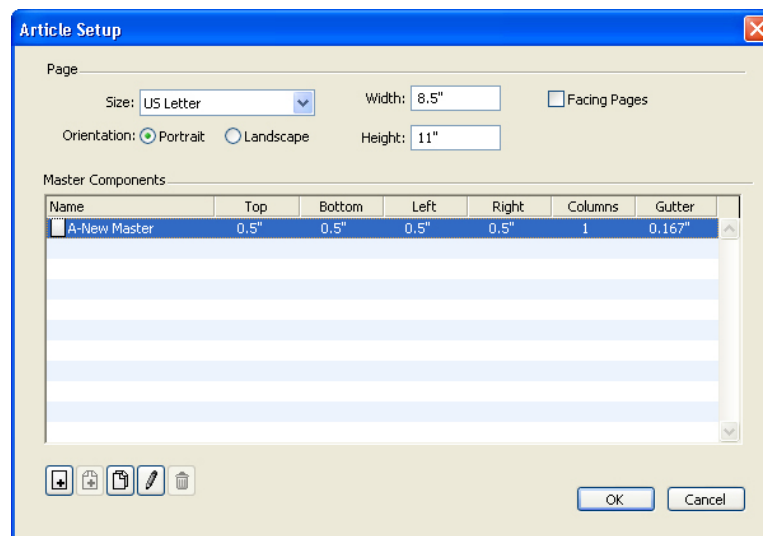 Article Setup
Page
Size: US Letter Width: 8.5" Facing Pages
Orientation: Portrait Landscape Height: 11"
Master Components
Name Top Bottom Left Right Columns Gutter
A-New Master 0.5" 0.5" 0.5" 0.5" 1 0.167"
OK Cancel